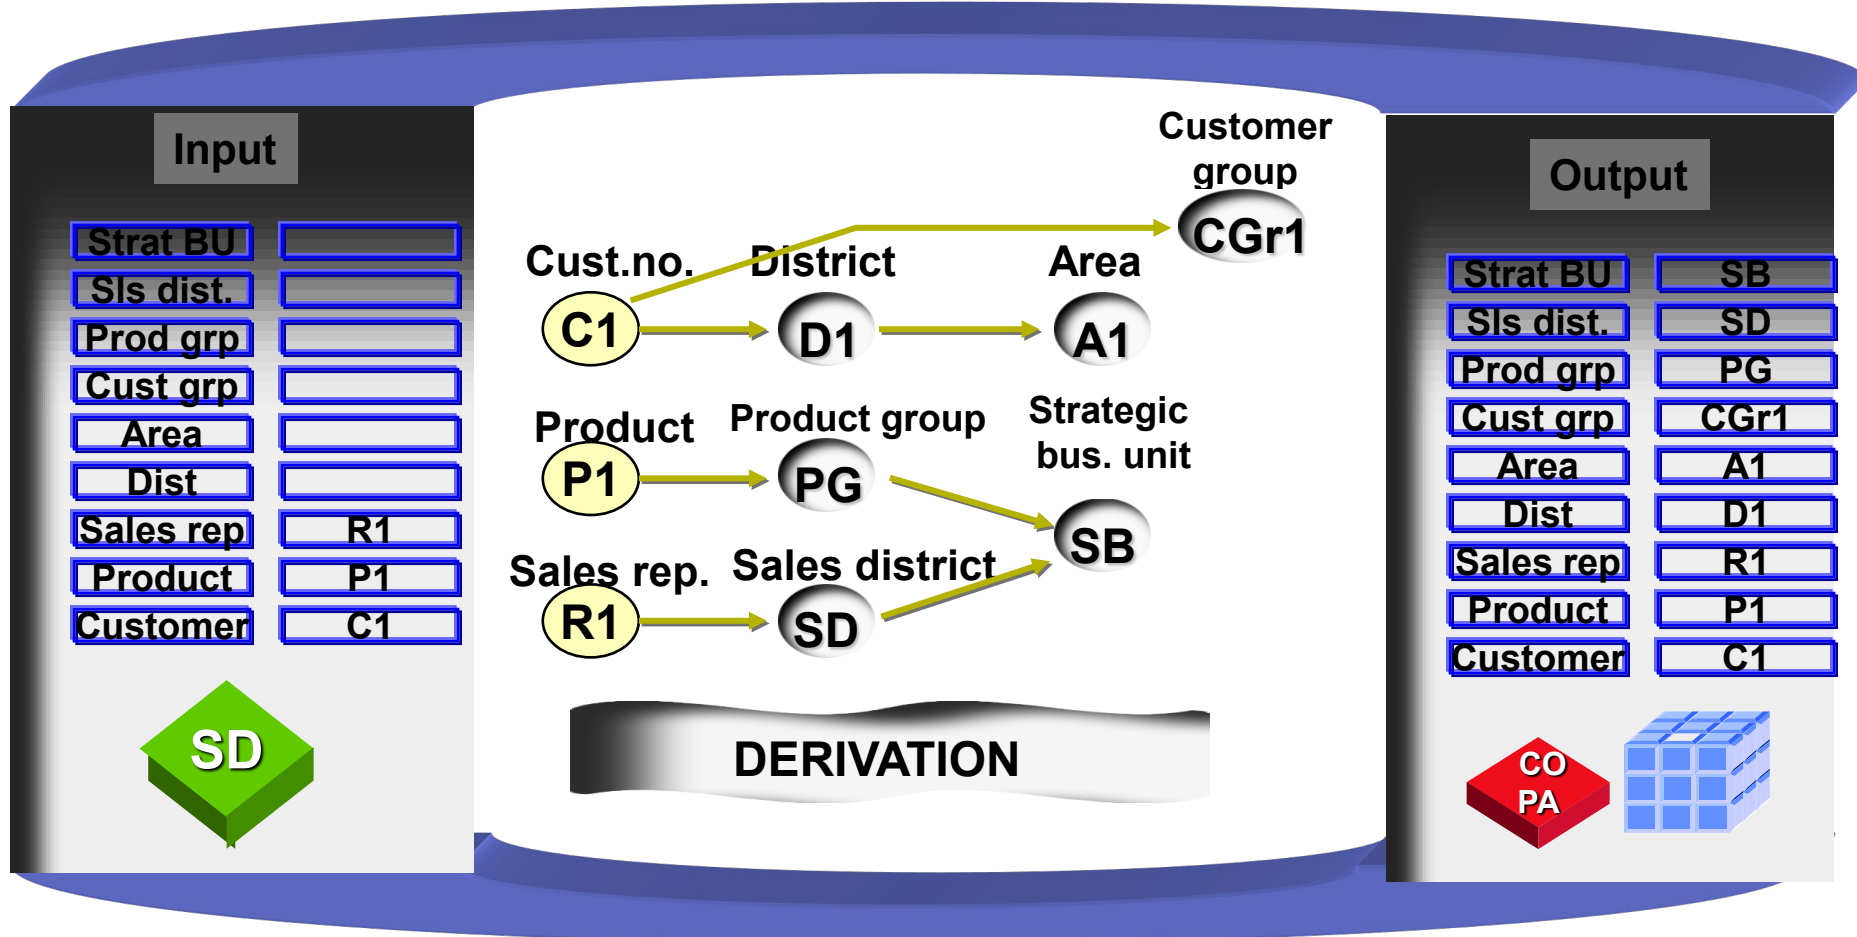 Input
Strat BU
Sls dist.
Prod grp
Cust grp
Area
Dist
Sales rep R1
Product P1
Customer C1
SD
Customer
group
CGr1
Cust.no. District Area
C1 D1 A1
Product Product group Strategic
bus. unit
P1 PG
SB
Sales rep. Sales district
R1 SD
DERIVATION
Output
Strat BU SB
Sls dist. SD
Prod grp PG
Cust grp CGr1
Area A1
Dist D1
Sales rep R1
Product P1
Customer C1
CO
PA